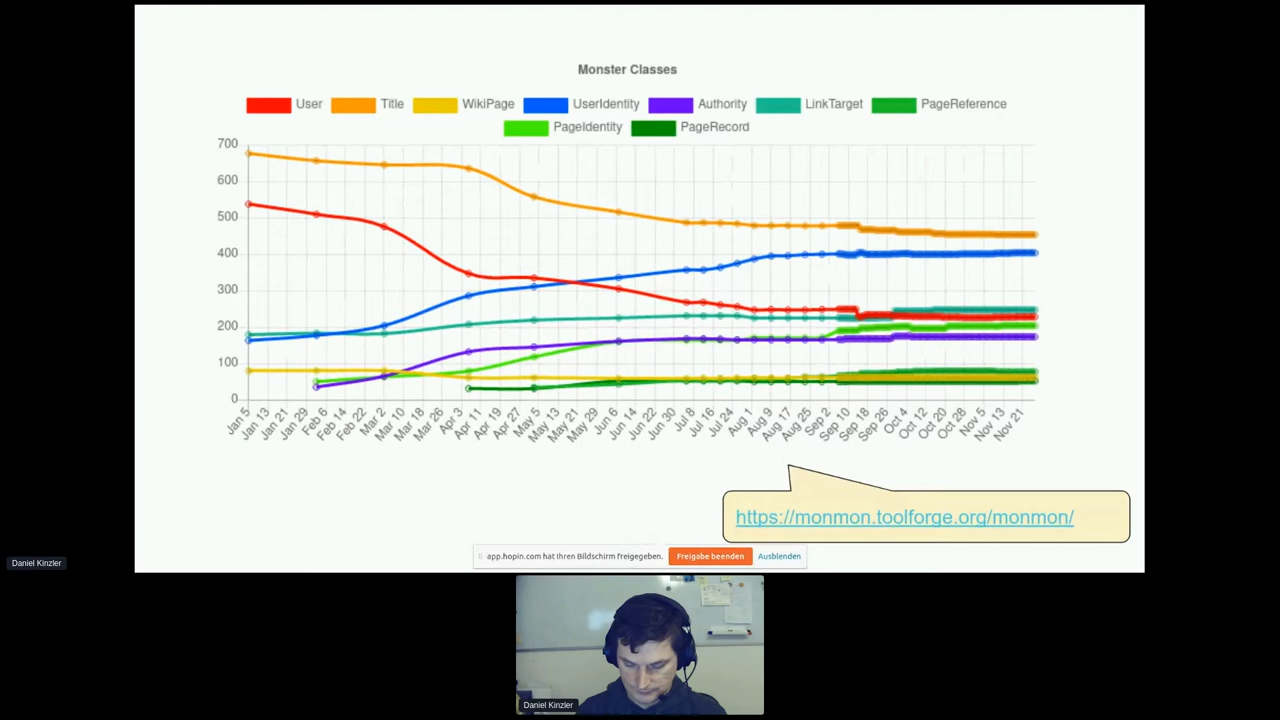 Monster Classes
User Title WikiPage UserIdentity Authority LinkTarget PageReference
PageIdentity PageRecord
700
600
500
400
300
200
100
0
Jan 5 Jan 13 Jan 21 Jan 29 Feb 6 Feb 14 Feb 22 Mar 2 Mar 10 Mar 18 Mar 26 Apr 3 Apr 11 Apr 19 Apr 27 May 5 May 13 May 21 May 29 Jun 6 Jun 14 Jun 22 Jun 30 Jul 8 Jul 16 Jul 24 Aug 1 Aug 9 Aug 17 Aug 25 Sep 2 Sep 10 Sep 18 Sep 26 Oct 4 Oct 12 Oct 20 Oct 28 Nov 5 Nov 13 Nov 21
https://monmon.toolforge.org/monmon/
app.hopin.com hat Ihren Bildschirm freigegeben. Freigabe beenden Ausblenden
Daniel Kinzler
Daniel Kinzler